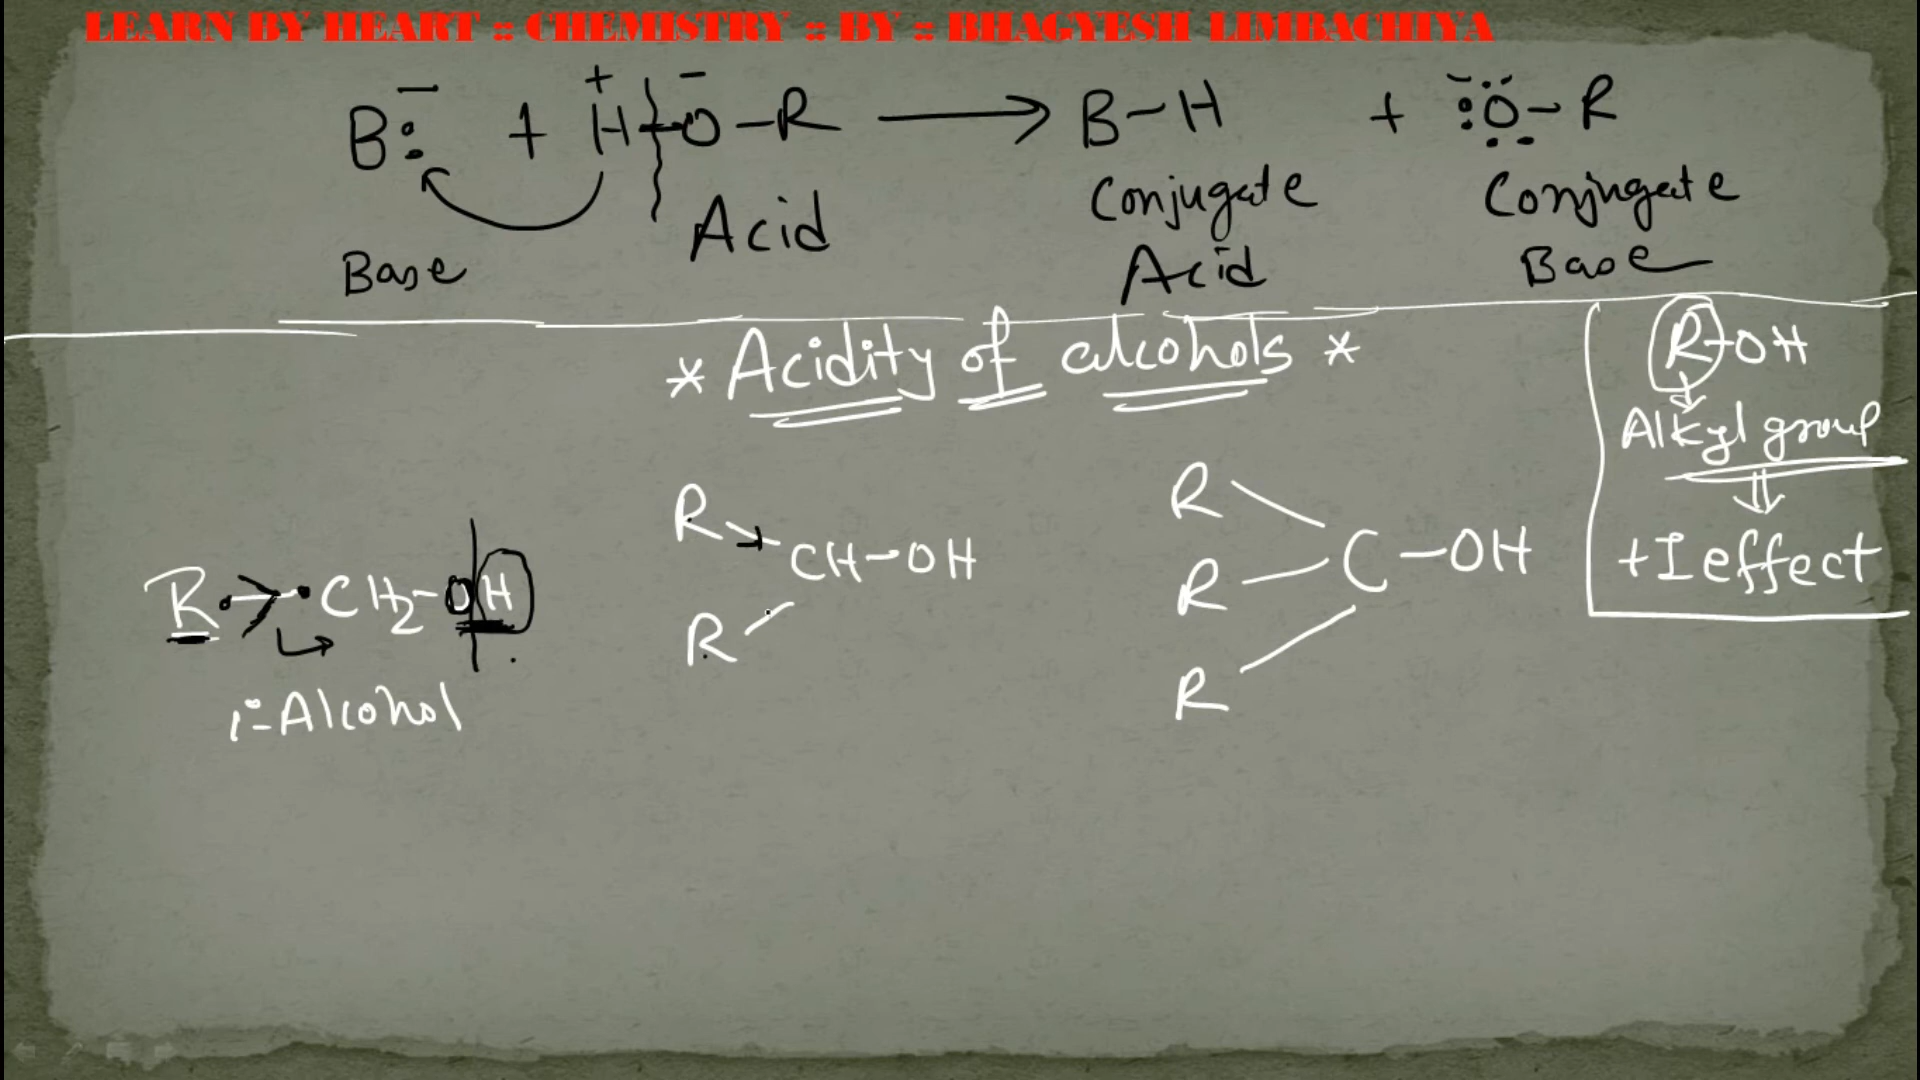 LEARN BY HEART :: CHEMISTRY :: BY :: BHAGYESH LIMBACHIYA
B:⁻ + H⁺-O⁻-R ⟶ B-H + ⁻:O-R
Base Acid Conjugate Acid Conjugate Base
* Acidity of alcohols *
R-OH
Alkyl group
+I effect
R CH2-OH
1°-Alcohol
R
CH-OH
R
R
R C-OH
R